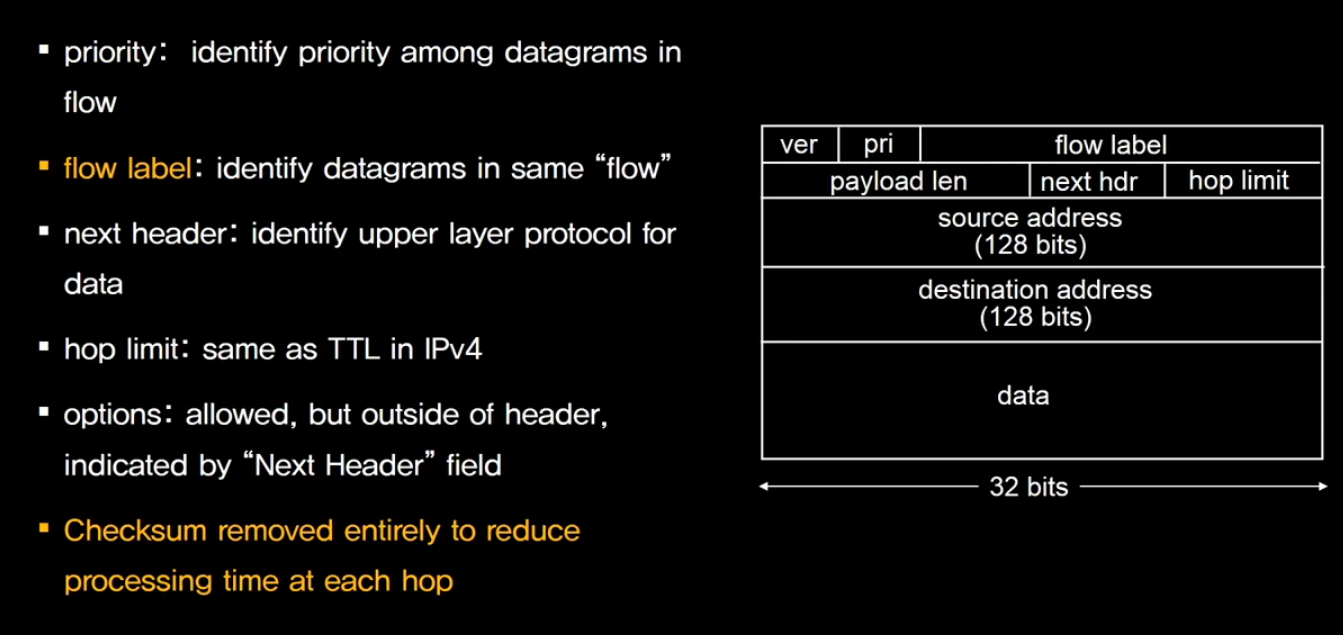 ▪ priority: identify priority among datagrams in
flow
▪ flow label: identify datagrams in same “flow”
▪ next header: identify upper layer protocol for
data
▪ hop limit: same as TTL in IPv4
▪ options: allowed, but outside of header,
indicated by “Next Header” field
▪ Checksum removed entirely to reduce
processing time at each hop
ver pri flow label
payload len next hdr hop limit
source address
(128 bits)
destination address
(128 bits)
data
32 bits